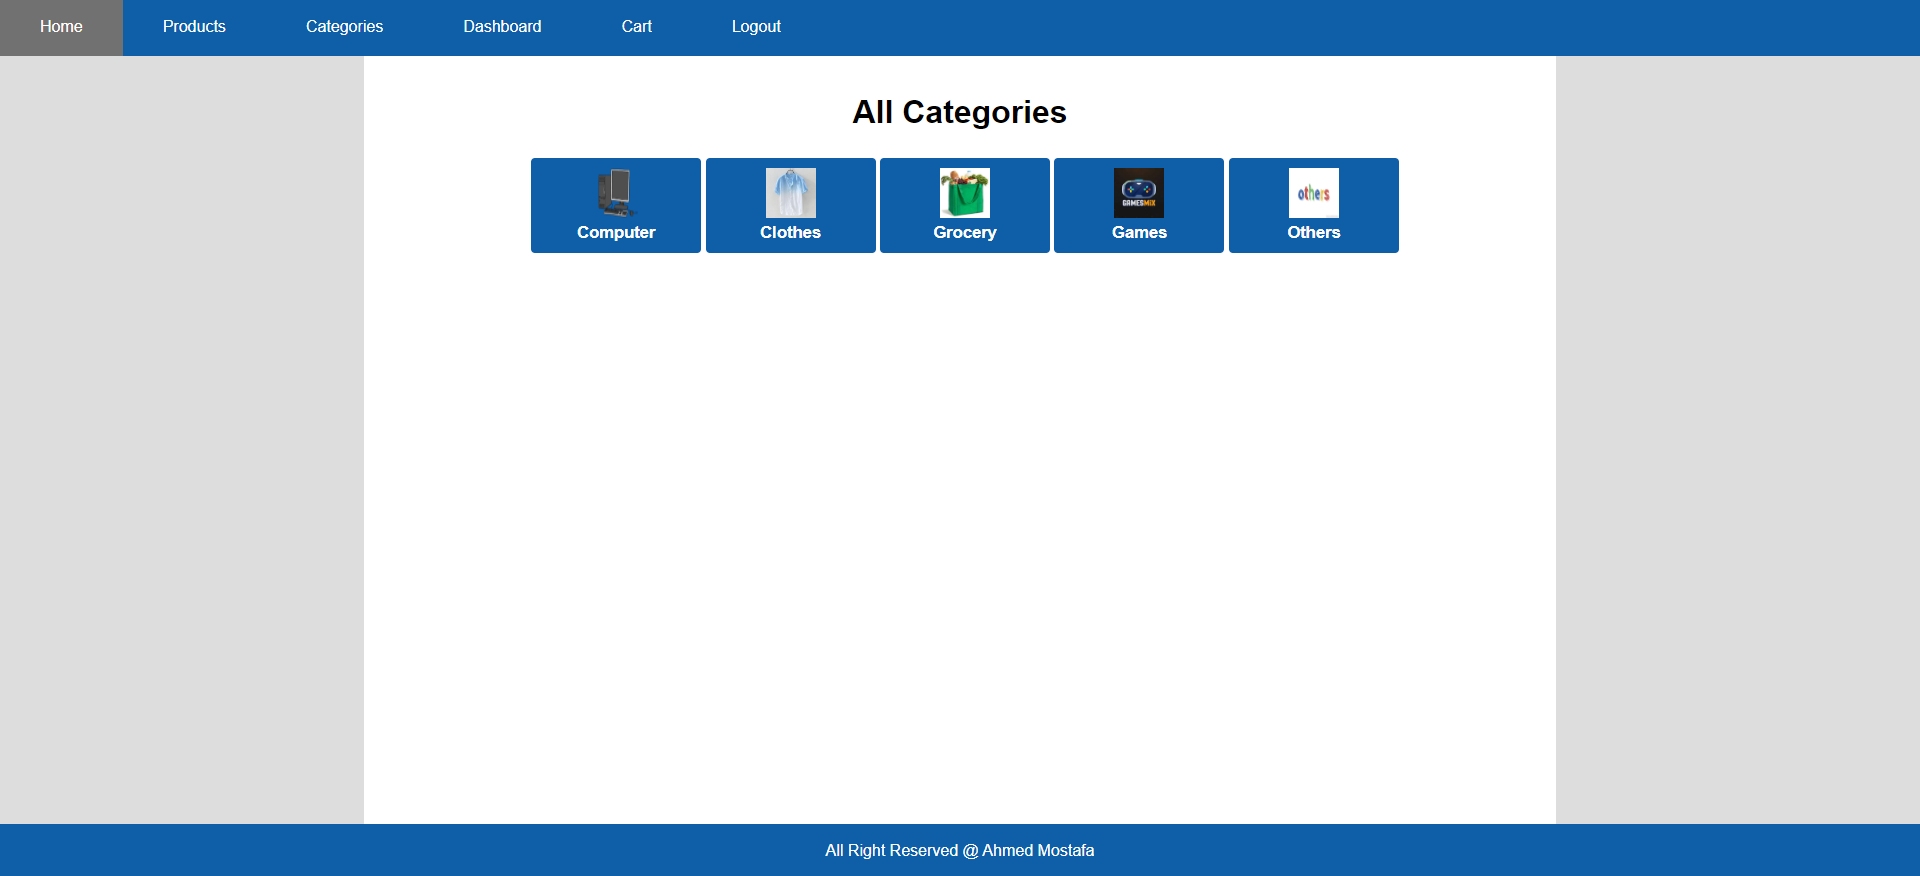 Home Products Categories Dashboard Cart Logout
All Categories
GAMESMIX others
Computer Clothes Grocery Games Others
All Right Reserved @ Ahmed Mostafa